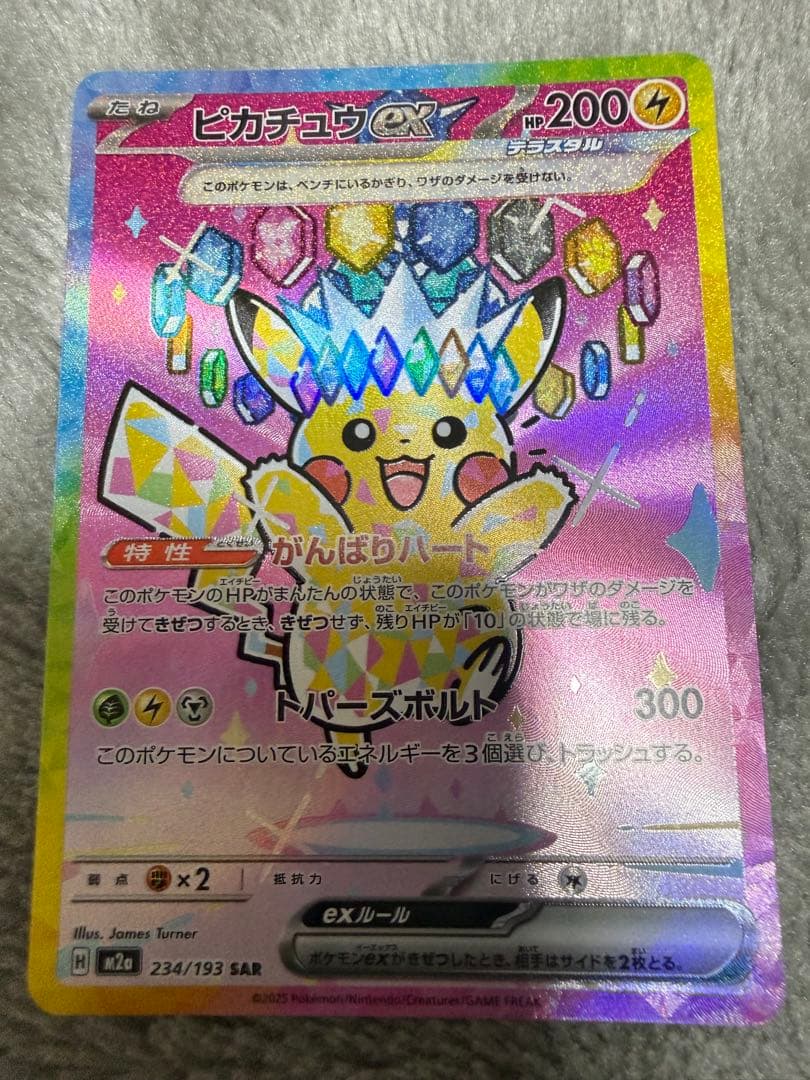 たね ピカチュウex HP200
テラスタル
このポケモンは、ベンチにいるかぎり、ワザのダメージを受けない。
特性 がんばりハート
このポケモンのHPがまんたんの状態で、このポケモンがワザのダメージを
受けてきぜつするとき、きぜつせず、残りHPが「10」の状態で場に残る。
トパーズボルト 300
このポケモンについているエネルギーを3個選び、トラッシュする。
弱点 ×2 抵抗力 にげる
exルール
ポケモンexがきぜつしたとき、相手はサイドを2枚とる。
Illus. James Turner
H M2a 234/193 SAR
©2025 Pokémon/Nintendo/Creatures/GAME FREAK